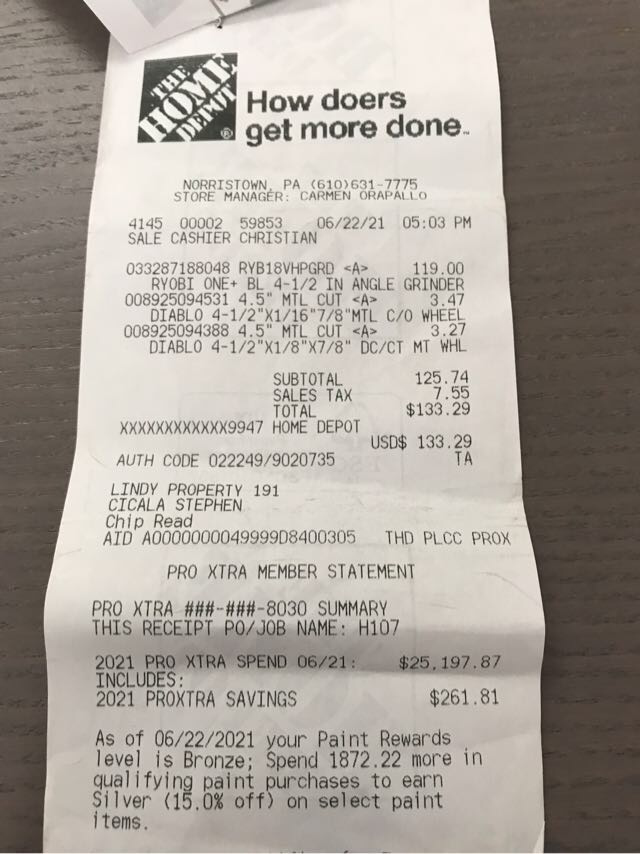 THE
HOME
DEPOT
®
How doers
get more done™
NORRISTOWN, PA (610)631-7775
STORE MANAGER: CARMEN ORAPALLO
4145 00002 59853 06/22/21 05:03 PM
SALE CASHIER CHRISTIAN
033287188048 RYB18VHPGRD <A> 119.00
RYOBI ONE+ BL 4-1/2 IN ANGLE GRINDER
008925094531 4.5" MTL CUT <A> 3.47
DIABLO 4-1/2"X1/16"7/8"MTL C/O WHEEL
008925094388 4.5" MTL CUT <A> 3.27
DIABLO 4-1/2"X1/8"X7/8" DC/CT MT WHL
SUBTOTAL 125.74
SALES TAX 7.55
TOTAL $133.29
XXXXXXXXXXXX9947 HOME DEPOT
USD$ 133.29
AUTH CODE 022249/9020735 TA
LINDY PROPERTY 191
CICALA STEPHEN
Chip Read
AID A0000000049999D8400305 THD PLCC PROX
PRO XTRA MEMBER STATEMENT
PRO XTRA ###-###-8030 SUMMARY
THIS RECEIPT PO/JOB NAME: H107
2021 PRO XTRA SPEND 06/21: $25,197.87
INCLUDES:
2021 PROXTRA SAVINGS $261.81
As of 06/22/2021 your Paint Rewards
level is Bronze; Spend 1872.22 more in
qualifying paint purchases to earn
Silver (15.0% off) on select paint
items.